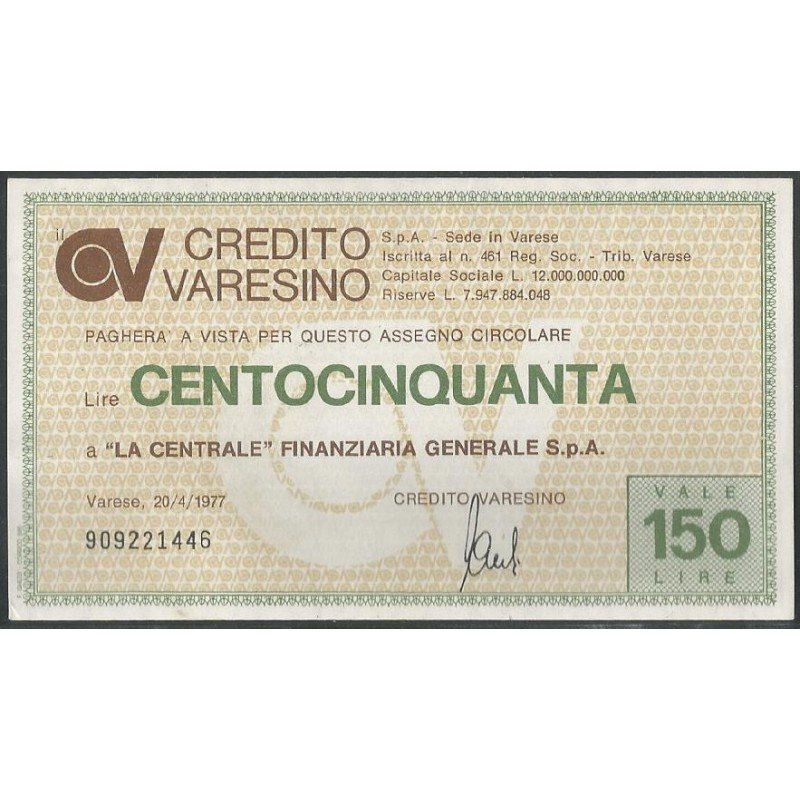 il CV CREDITO VARESINO
S.p.A. - Sede in Varese
Iscritta al n. 461 Reg. Soc. - Trib. Varese
Capitale Sociale L. 12.000.000.000
Riserve L. 7.947.884.048
PAGHERA' A VISTA PER QUESTO ASSEGNO CIRCOLARE
Lire CENTOCINQUANTA
a "LA CENTRALE" FINANZIARIA GENERALE S.p.A.
Varese, 20/4/1977
CREDITO VARESINO
909221446
VALE
150
LIRE